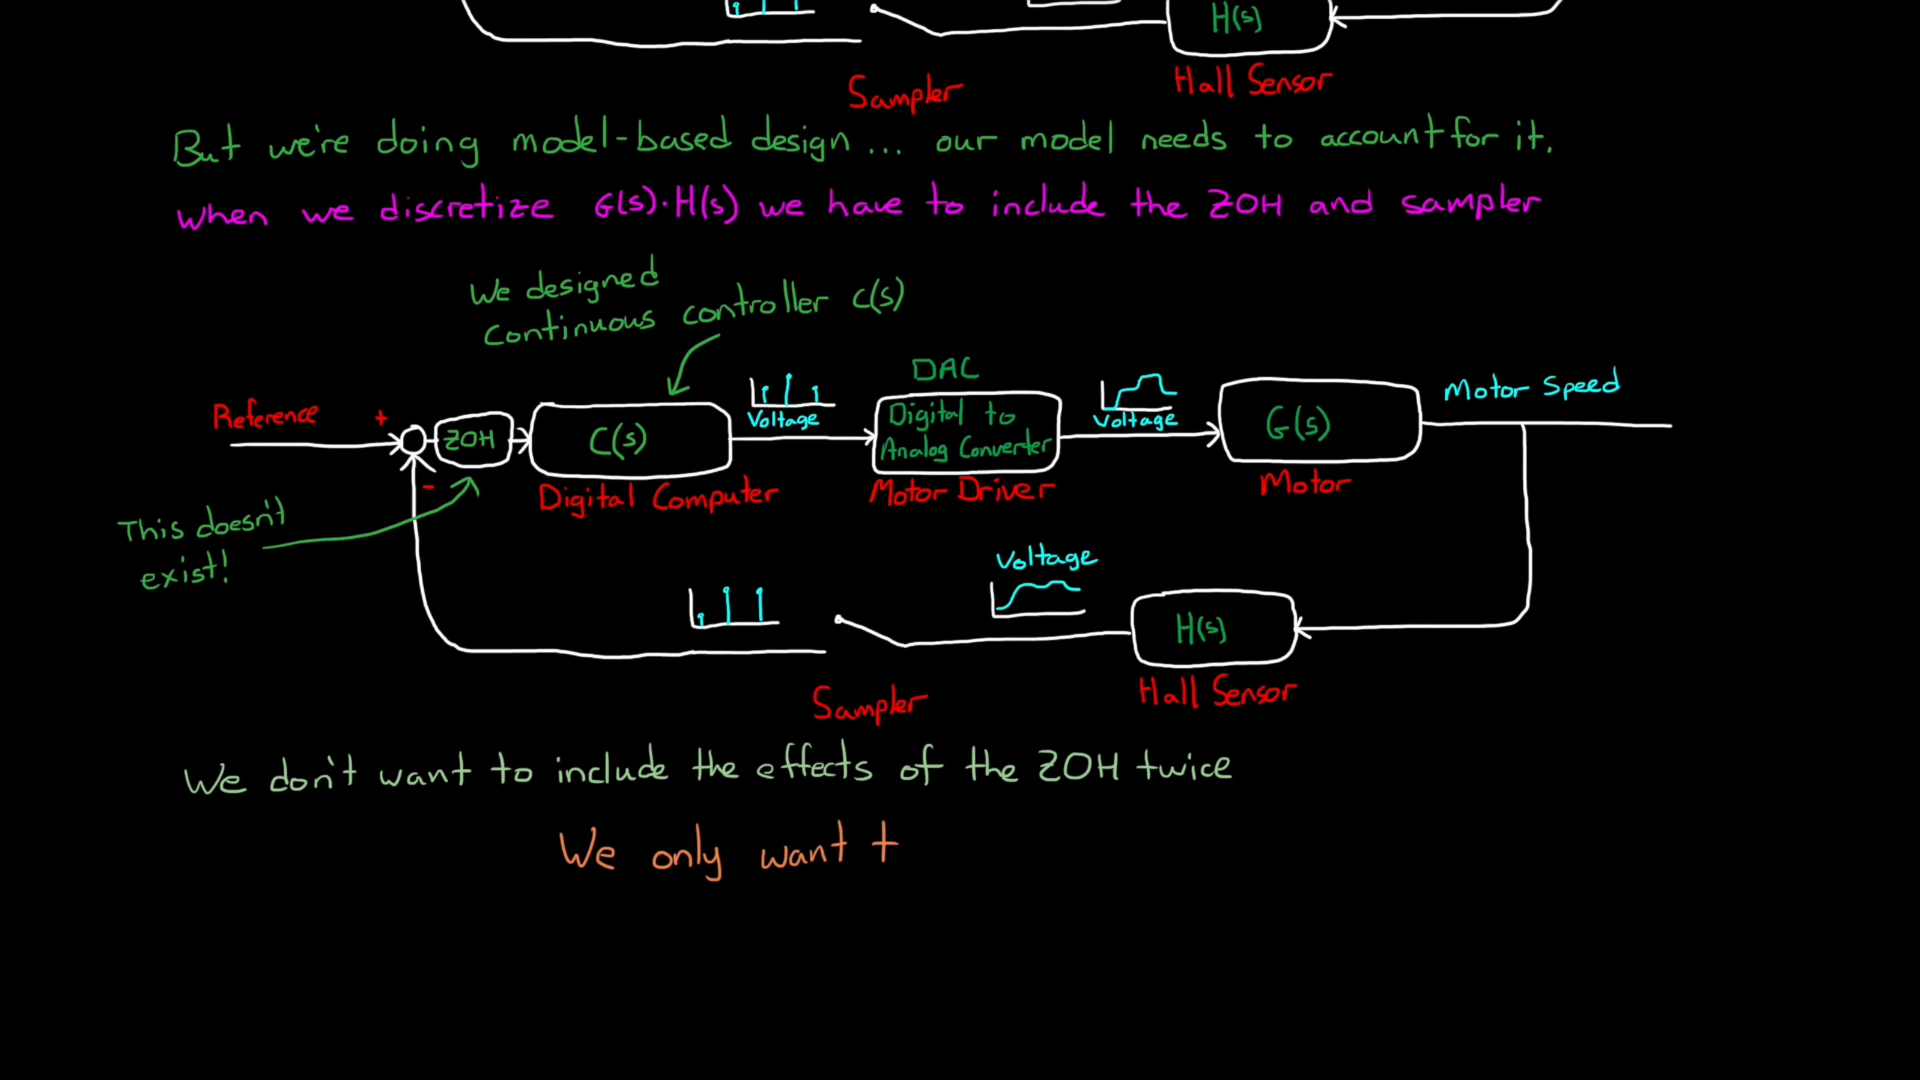 H(s)
Sampler
Hall Sensor
But we're doing model-based design... our model needs to account for it.
when we discretize G(s)·H(s) we have to include the ZOH and sampler
We designed
continuous controller C(s)
Reference
+
-
ZOH
C(s)
Digital Computer
Voltage
DAC
Digital to
Analog Converter
Motor Driver
Voltage
G(s)
Motor
Motor Speed
This doesn't
exist!
Voltage
H(s)
Sampler
Hall Sensor
We don't want to include the effects of the ZOH twice
We only want t